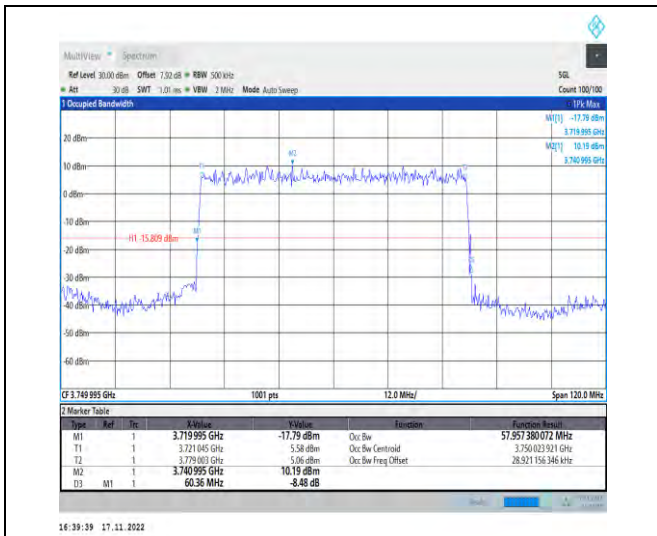 MultiView Spectrum
Ref Level 30.00 dBm Offset 7.92 dB RBW 500 kHz SGL
Att 30 dB SWT 1.01 ms VBW 2 MHz Mode Auto Sweep Count 100/100
1 Occupied Bandwidth 1Pk Max
M1[1] -17.79 dBm
3.719 995 GHz
20 dBm
M2[1] 10.19 dBm
3.740 995 GHz
M2
10 dBm
0 dBm
-10 dBm
H1 -15.809 dBm
M1
-20 dBm
-30 dBm
-40 dBm
-50 dBm
-60 dBm
CF 3.749 995 GHz 1001 pts 12.0 MHz/ Span 120.0 MHz
2 Marker Table
Type Ref Trc X-Value Y-Value Function Function Result
M1 1 3.719 995 GHz -17.79 dBm Occ Bw 57.957 380 072 MHz
T1 1 3.721 045 GHz 5.58 dBm Occ Bw Centroid 3.750 023 921 GHz
T2 1 3.779 003 GHz 5.06 dBm Occ Bw Freq Offset 28.921 156 346 kHz
M2 1 3.740 995 GHz 10.19 dBm
D3 M1 1 60.36 MHz -8.48 dB
16:39:39 17.11.2022